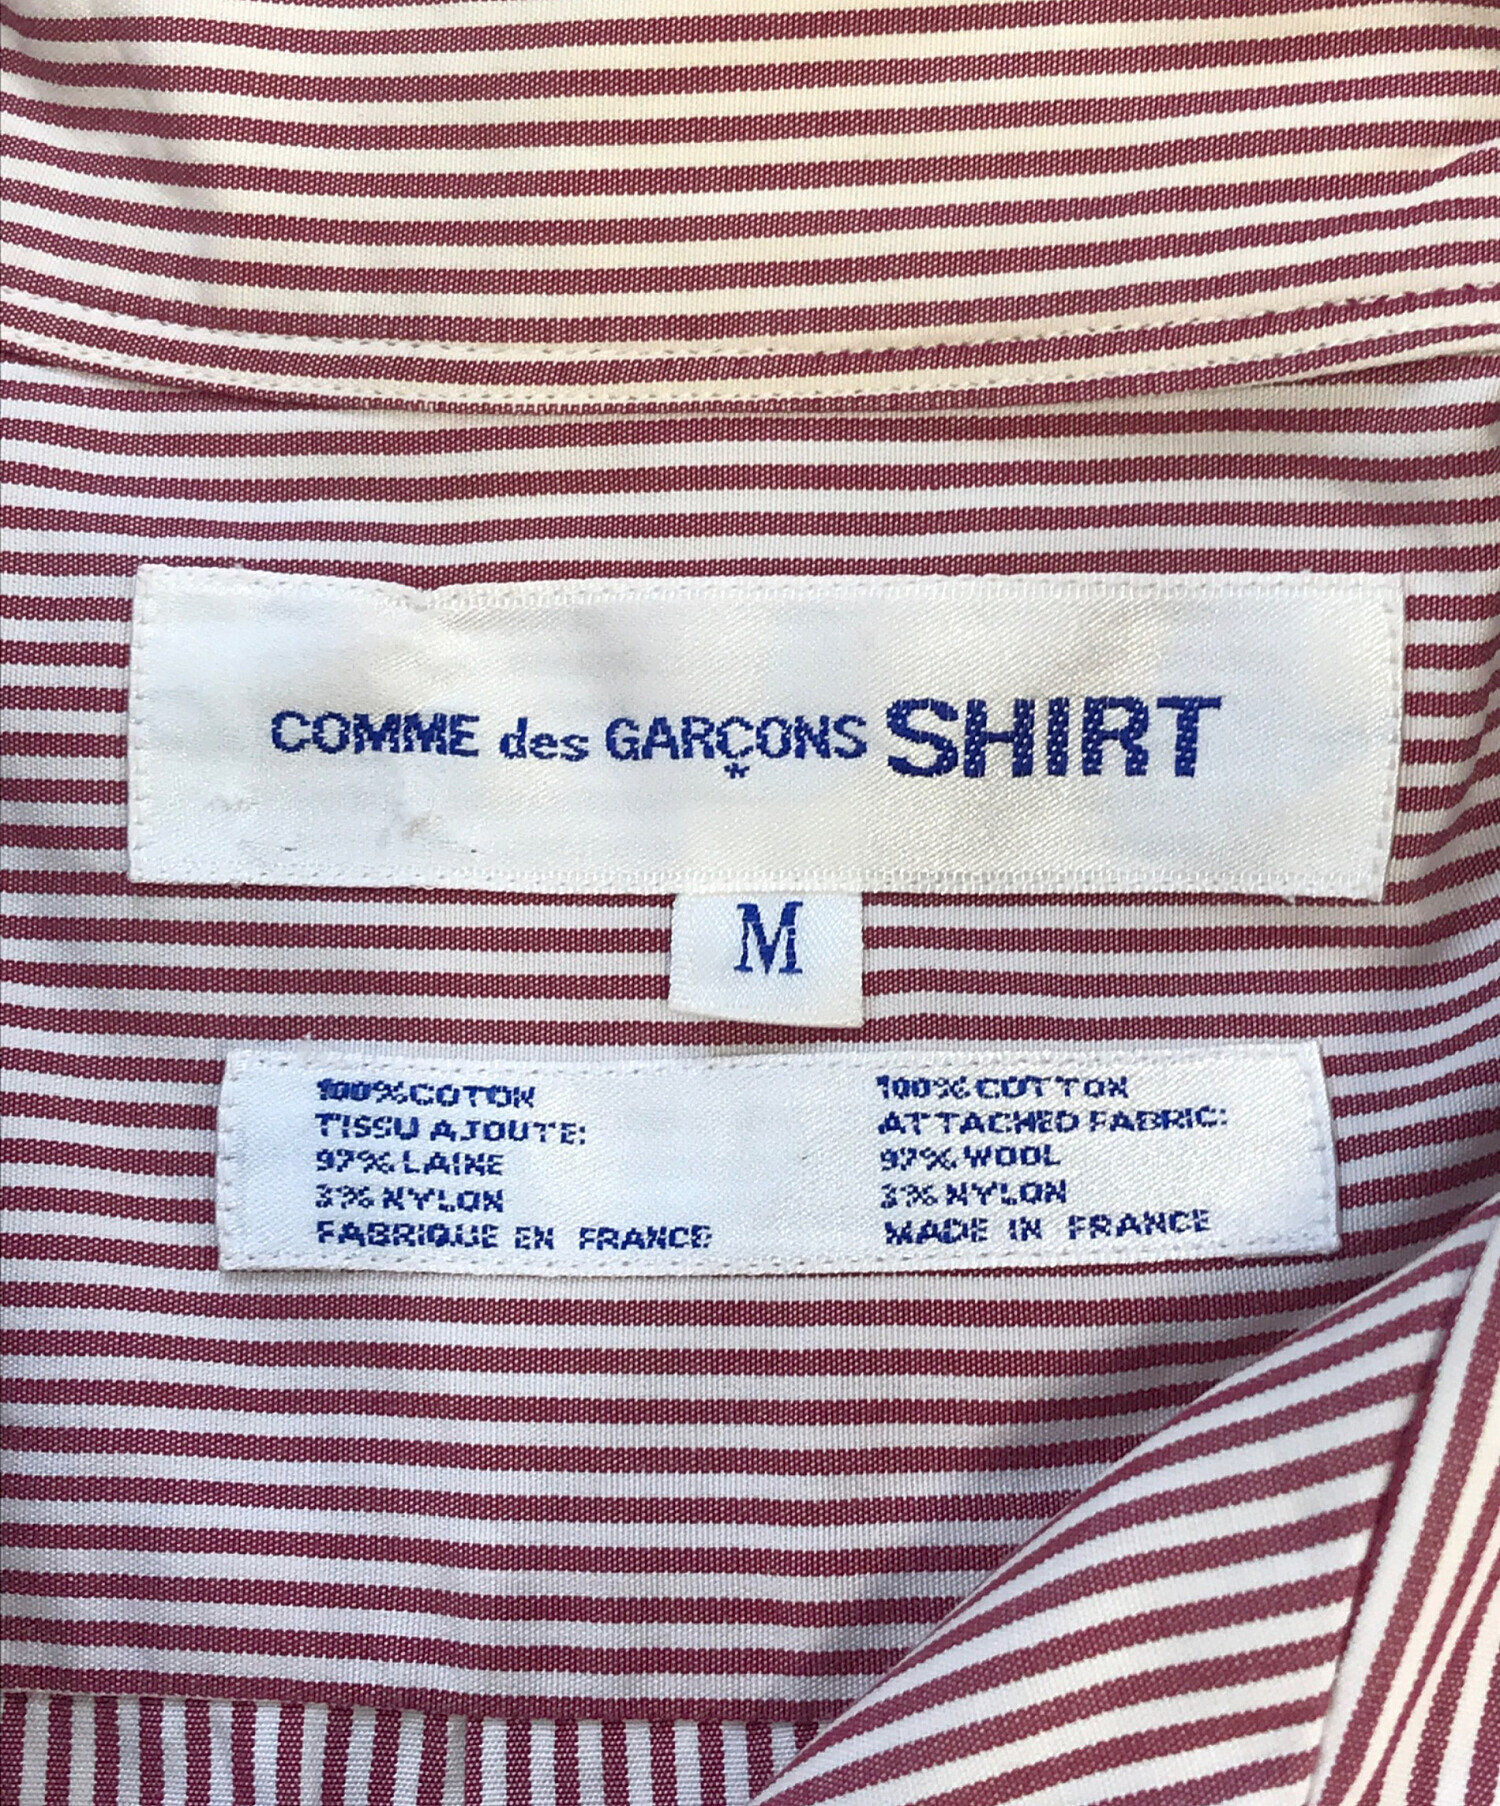 COMME des GARÇONS SHIRT
M
100% COTON
TISSU AJOUTE:
97% LAINE
3% NYLON
FABRIQUE EN FRANCE
100% COTTON
ATTACHED FABRIC:
97% WOOL
3% NYLON
MADE IN FRANCE